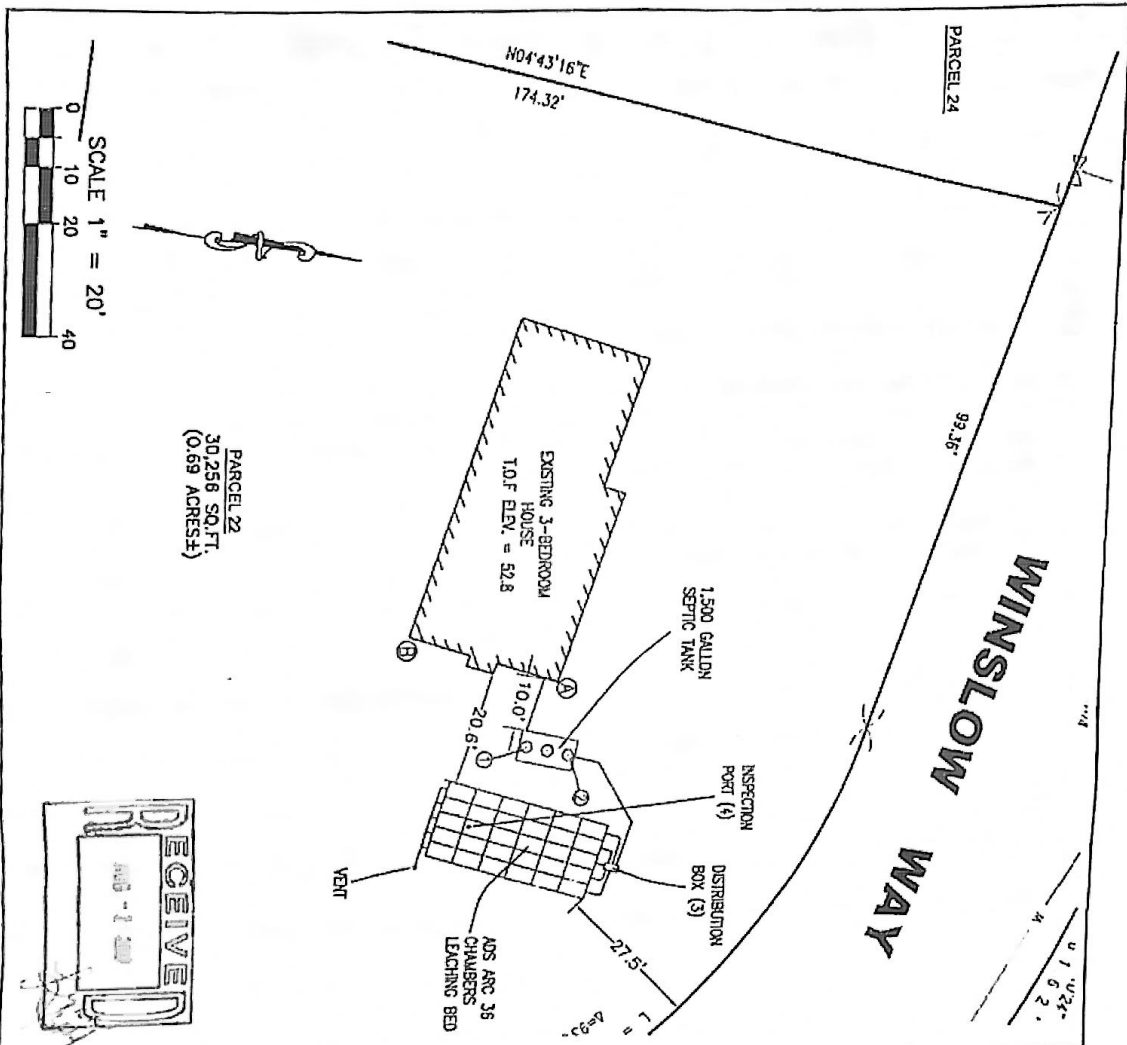 PARCEL 24
N04°43'16"E
174.32'
99.36'
WINSLOW WAY
SCALE 1" = 20'
0 10 20 40
EXISTING 3-BEDROOM
HOUSE
T.O.F ELEV. = 52.8
1,500 GALLON
SEPTIC TANK
A
B
10.0'
20.6'
1
2
INSPECTION
PORT (4)
DISTRIBUTION
BOX (3)
27.5'
VENT
ADS ARC 36
CHAMBERS
LEACHING BED
L =
PARCEL 22
30,256 SQ.FT.
(0.69 ACRES±)
RECEIVED